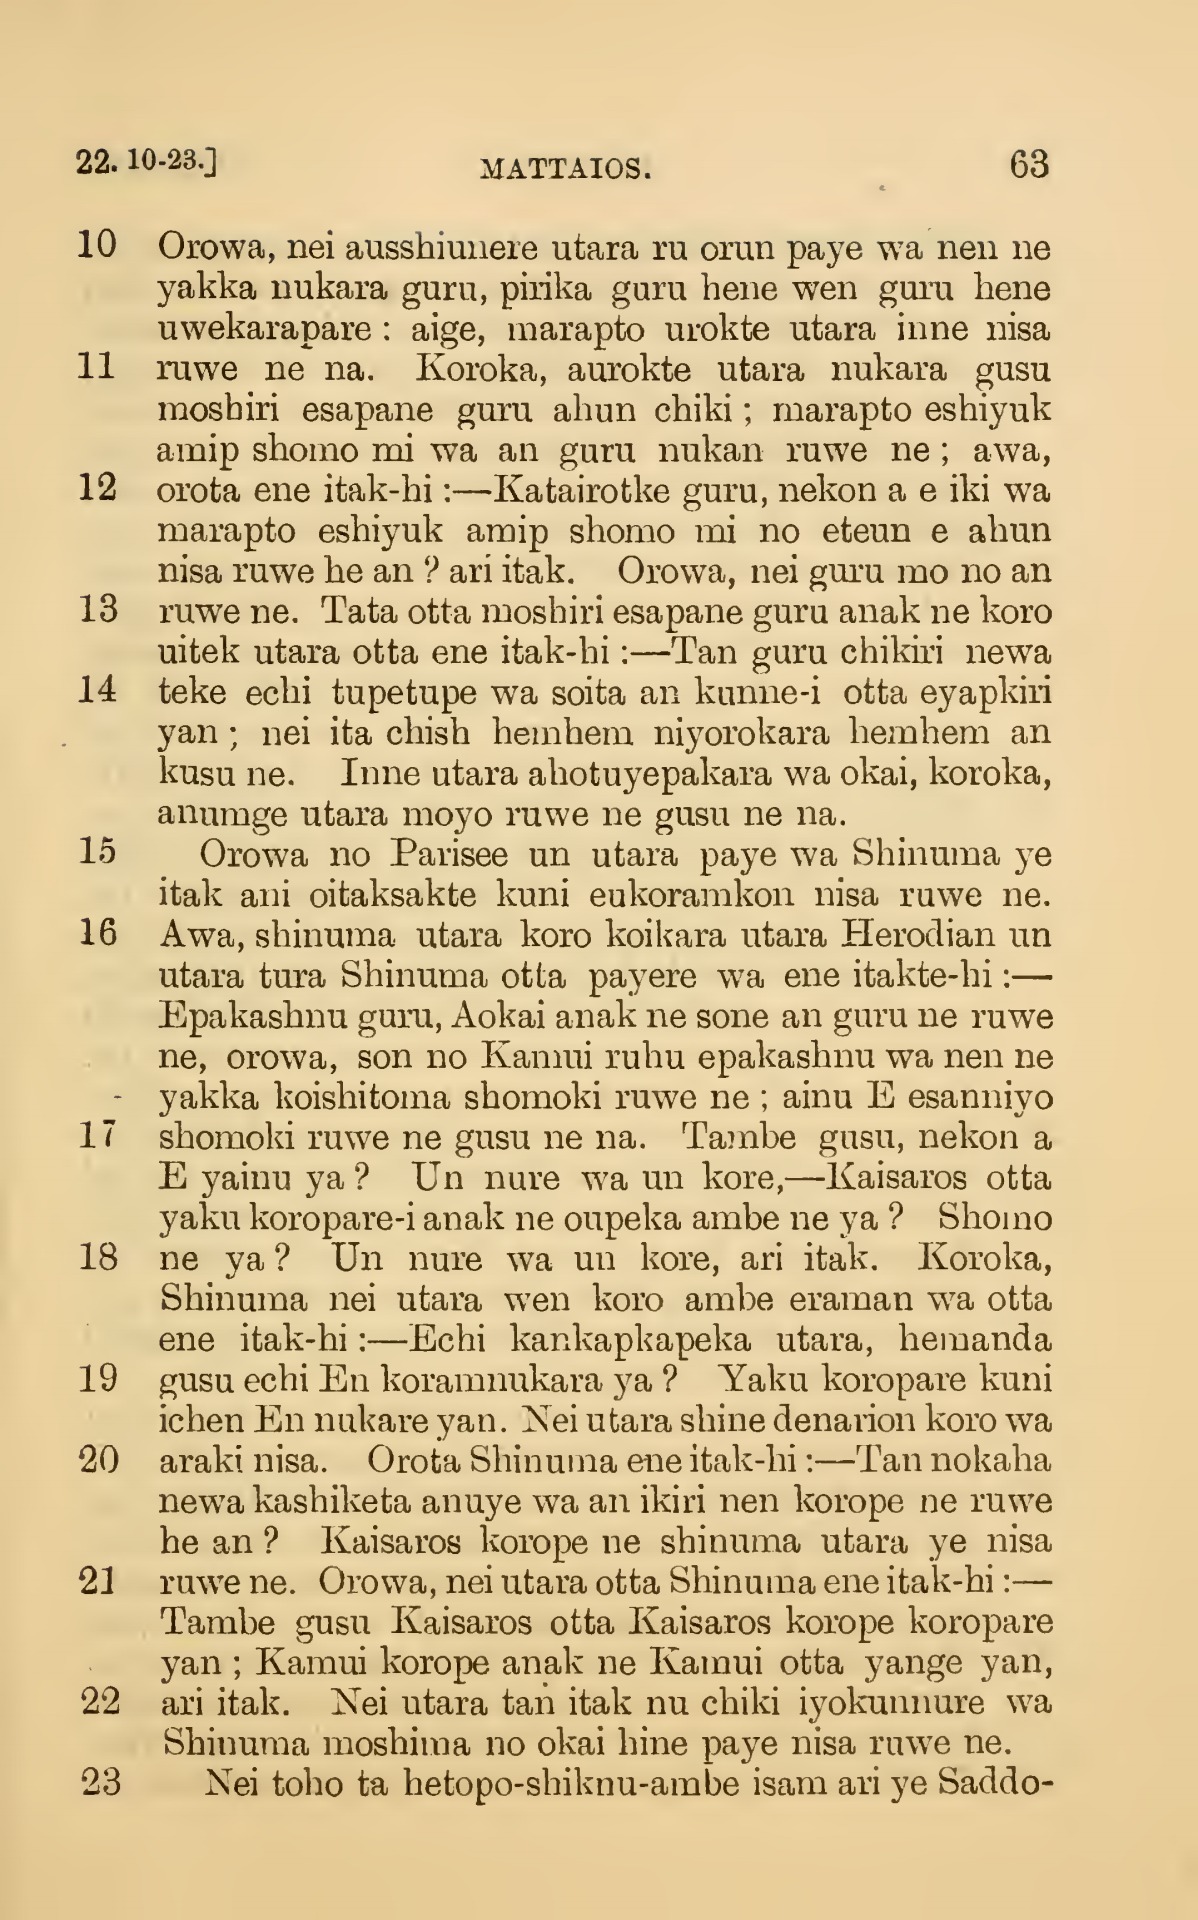 22. 10-23.] MATTAIOS. 63
10 Orowa, nei ausshiunere utara ru orun paye wa nen ne
yakka nukara guru, pirika guru hene wen guru hene
uwekarapare : aige, marapto urokte utara inne nisa
11 ruwe ne na. Koroka, aurokte utara nukara gusu
moshiri esapane guru ahun chiki ; marapto eshiyuk
amip shomo mi wa an guru nukan ruwe ne ; awa,
12 orota ene itak-hi :—Katairotke guru, nekon a e iki wa
marapto eshiyuk amip shomo mi no eteun e ahun
nisa ruwe he an ? ari itak. Orowa, nei guru mo no an
13 ruwe ne. Tata otta moshiri esapane guru anak ne koro
uitek utara otta ene itak-hi :—Tan guru chikiri newa
14 teke echi tupetupe wa soita an kunne-i otta eyapkiri
yan ; nei ita chish hemhem niyorokara hemhem an
kusu ne. Inne utara ahotuyepakara wa okai, koroka,
anumge utara moyo ruwe ne gusu ne na.
15 Orowa no Parisee un utara paye wa Shinuma ye
itak ani oitaksakte kuni eukoramkon nisa ruwe ne.
16 Awa, shinuma utara koro koikara utara Herodian un
utara tura Shinuma otta payere wa ene itakte-hi :—
Epakashnu guru, Aokai anak ne sone an guru ne ruwe
ne, orowa, son no Kamui ruhu epakashnu wa nen ne
yakka koishitoma shomoki ruwe ne ; ainu E esanniyo
17 shomoki ruwe ne gusu ne na. Tambe gusu, nekon a
E yainu ya ? Un nure wa un kore,—Kaisaros otta
yaku koropare-i anak ne oupeka ambe ne ya ? Shomo
18 ne ya ? Un nure wa un kore, ari itak. Koroka,
Shinuma nei utara wen koro ambe eraman wa otta
ene itak-hi :—Echi kankapkapeka utara, hemanda
19 gusu echi En koramnukara ya ? Yaku koropare kuni
ichen En nukare yan. Nei utara shine denarion koro wa
20 araki nisa. Orota Shinuma ene itak-hi :—Tan nokaha
newa kashiketa anuye wa an ikiri nen korope ne ruwe
he an ? Kaisaros korope ne shinuma utara ye nisa
21 ruwe ne. Orowa, nei utara otta Shinuma ene itak-hi :—
Tambe gusu Kaisaros otta Kaisaros korope koropare
yan ; Kamui korope anak ne Kamui otta yange yan,
22 ari itak. Nei utara tan itak nu chiki iyokunnure wa
Shinuma moshima no okai hine paye nisa ruwe ne.
23 Nei toho ta hetopo-shiknu-ambe isam ari ye Saddo-